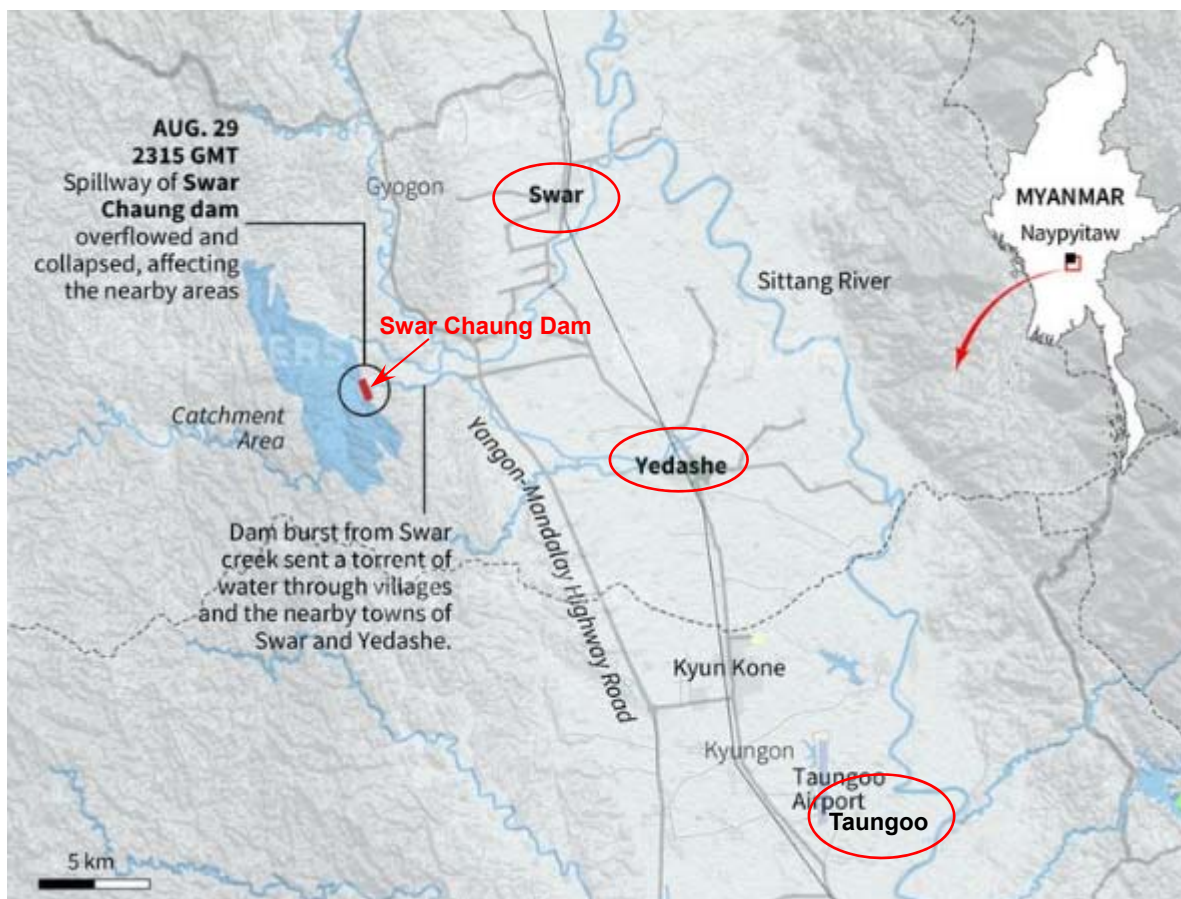 AUG. 29
2315 GMT
Spillway of Swar
Chaung dam
overflowed and
collapsed, affecting
the nearby areas
Gyogon
Swar
MYANMAR
Naypyitaw
Sittang River
Swar Chaung Dam
Catchment
Area
Yangon-Mandalay Highway Road
Yedashe
Dam burst from Swar
creek sent a torrent of
water through villages
and the nearby towns of
Swar and Yedashe.
Kyun Kone
Kyungon
Taungoo
Airport
Taungoo
5 km